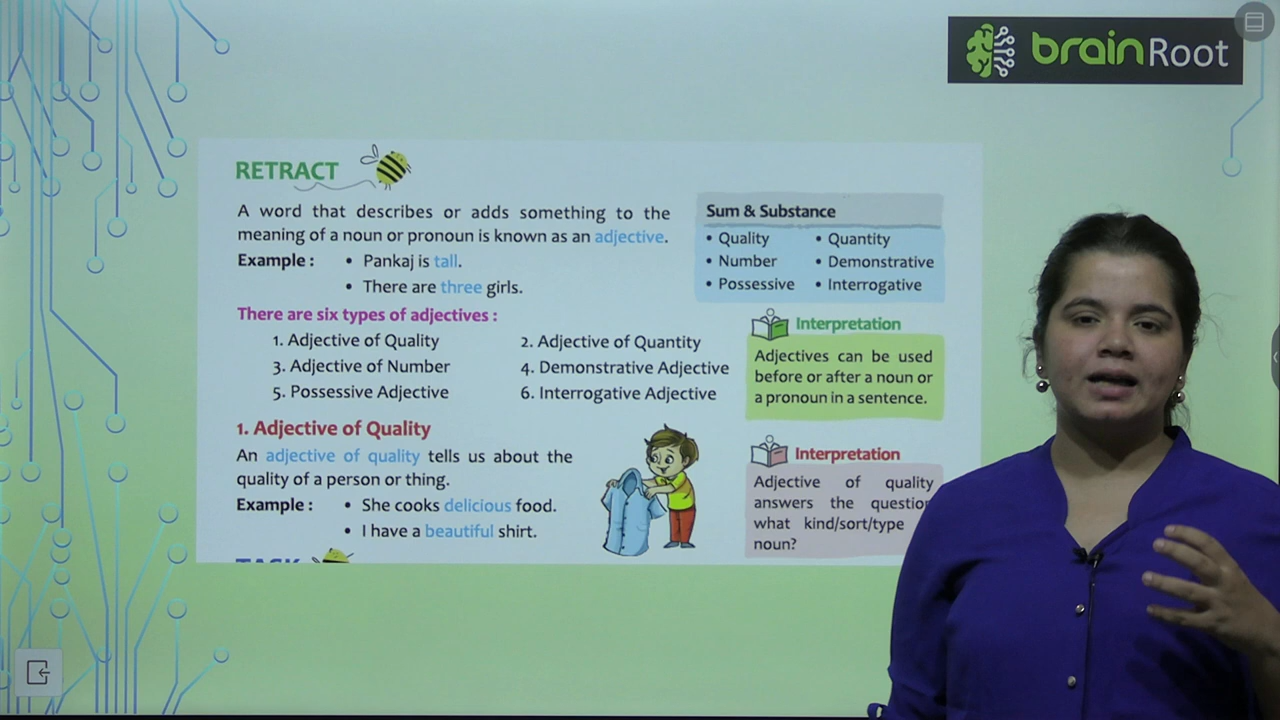 brainRoot
RETRACT
A word that describes or adds something to the
meaning of a noun or pronoun is known as an adjective.
Example : • Pankaj is tall.
• There are three girls.
There are six types of adjectives :
1. Adjective of Quality 2. Adjective of Quantity
3. Adjective of Number 4. Demonstrative Adjective
5. Possessive Adjective 6. Interrogative Adjective
1. Adjective of Quality
An adjective of quality tells us about the
quality of a person or thing.
Example : • She cooks delicious food.
• I have a beautiful shirt.
Sum & Substance
• Quality • Quantity
• Number • Demonstrative
• Possessive • Interrogative
Interpretation
Adjectives can be used
before or after a noun or
a pronoun in a sentence.
Interpretation
Adjective of quality
answers the
what kind/sort/type
noun?